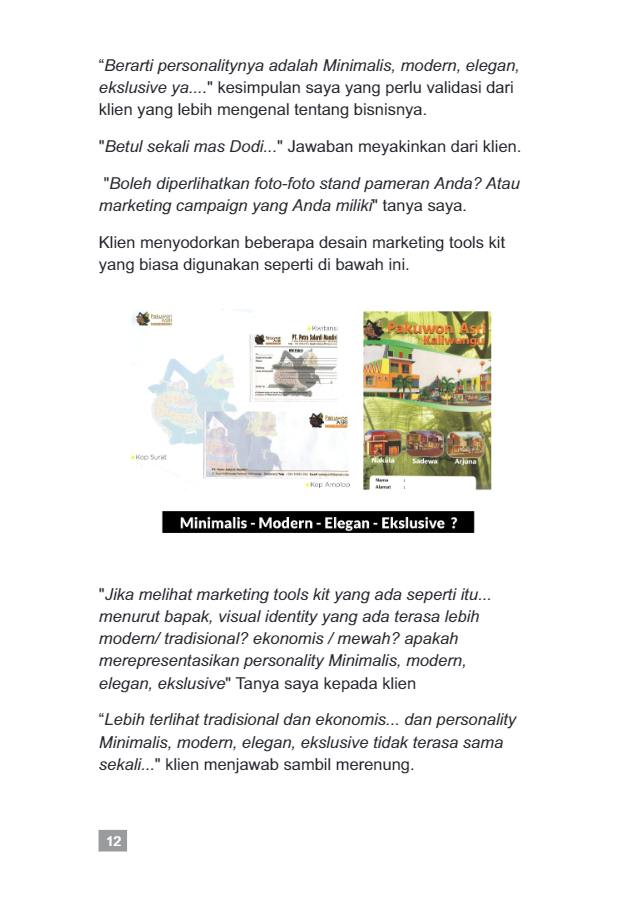 “Berarti personalitynya adalah Minimalis, modern, elegan,
ekslusive ya...." kesimpulan saya yang perlu validasi dari
klien yang lebih mengenal tentang bisnisnya.
"Betul sekali mas Dodi..." Jawaban meyakinkan dari klien.
"Boleh diperlihatkan foto-foto stand pameran Anda? Atau
marketing campaign yang Anda miliki" tanya saya.
Klien menyodorkan beberapa desain marketing tools kit
yang biasa digunakan seperti di bawah ini.
Pakuwon
Asri
Kwitansi
Pakuwon
Asri
Kop Surat
Pakuwon
Asri
Kop Amplop
Pakuwon Asri
Kaliwangu
Nakula Sadewa Arjuna
Nama :
Alamat :
Minimalis - Modern - Elegan - Ekslusive ?
"Jika melihat marketing tools kit yang ada seperti itu...
menurut bapak, visual identity yang ada terasa lebih
modern/ tradisional? ekonomis / mewah? apakah
merepresentasikan personality Minimalis, modern,
elegan, ekslusive" Tanya saya kepada klien
“Lebih terlihat tradisional dan ekonomis... dan personality
Minimalis, modern, elegan, ekslusive tidak terasa sama
sekali..." klien menjawab sambil merenung.
12